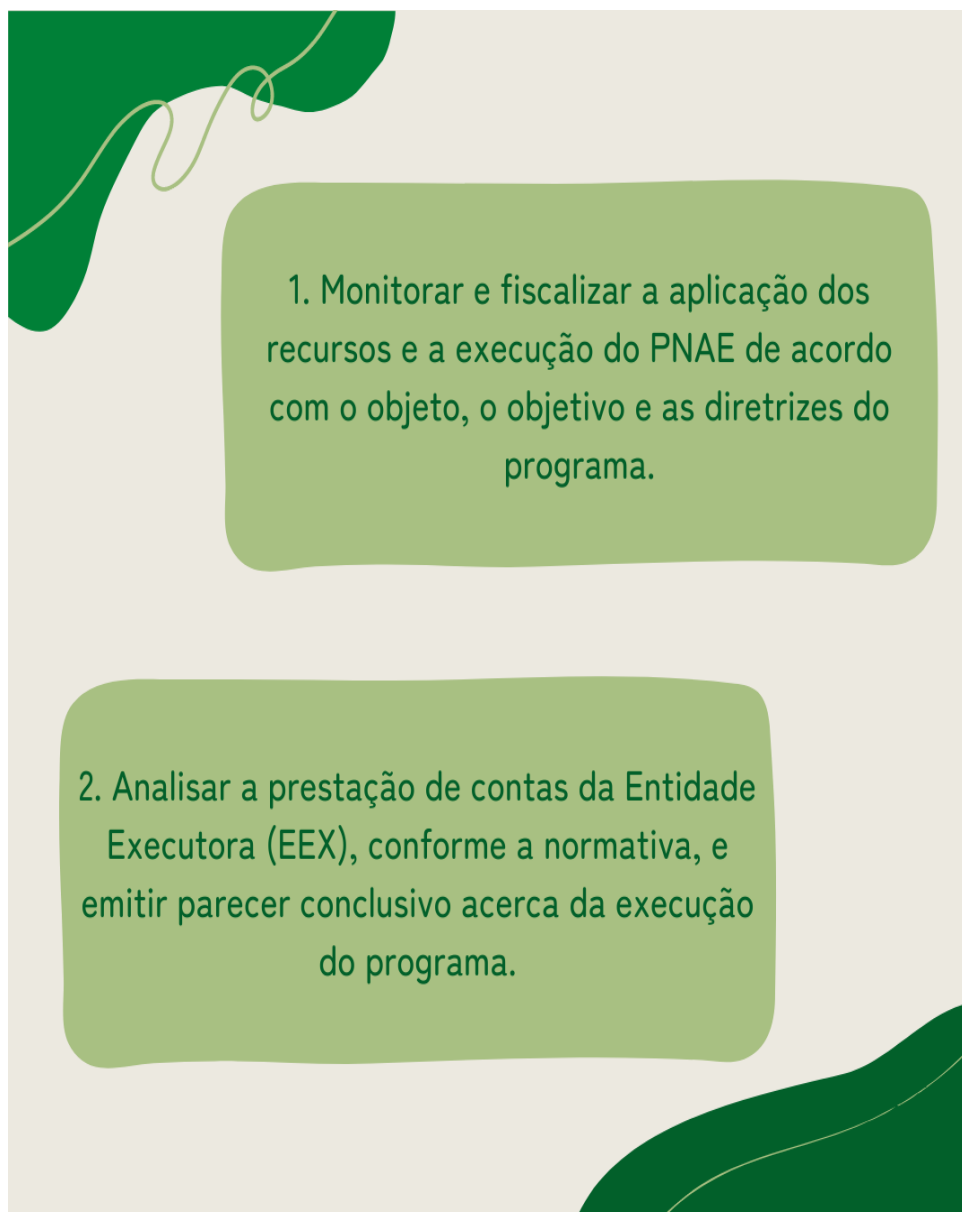 1. Monitorar e fiscalizar a aplicação dos
recursos e a execução do PNAE de acordo
com o objeto, o objetivo e as diretrizes do
programa.
2. Analisar a prestação de contas da Entidade
Executora (EEX), conforme a normativa, e
emitir parecer conclusivo acerca da execução
do programa.